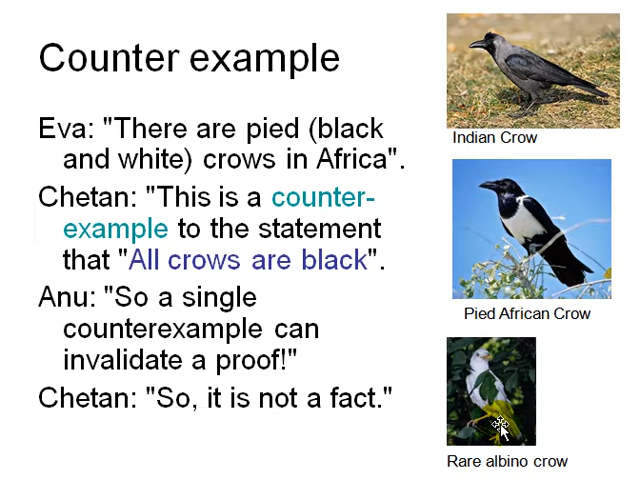 Counter example
Eva: "There are pied (black
and white) crows in Africa".
Chetan: "This is a counter-
example to the statement
that "All crows are black".
Anu: "So a single
counterexample can
invalidate a proof!"
Chetan: "So, it is not a fact."
Indian Crow
Pied African Crow
Rare albino crow